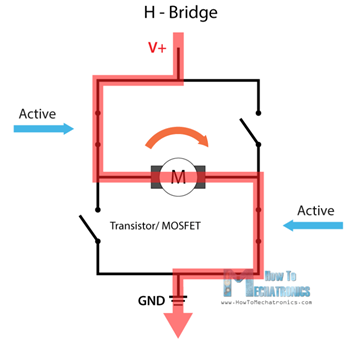 H - Bridge
V+
Active
M
Transistor/ MOSFET
Active
GND
How To
Mechatronics
www.HowToMechatronics.com